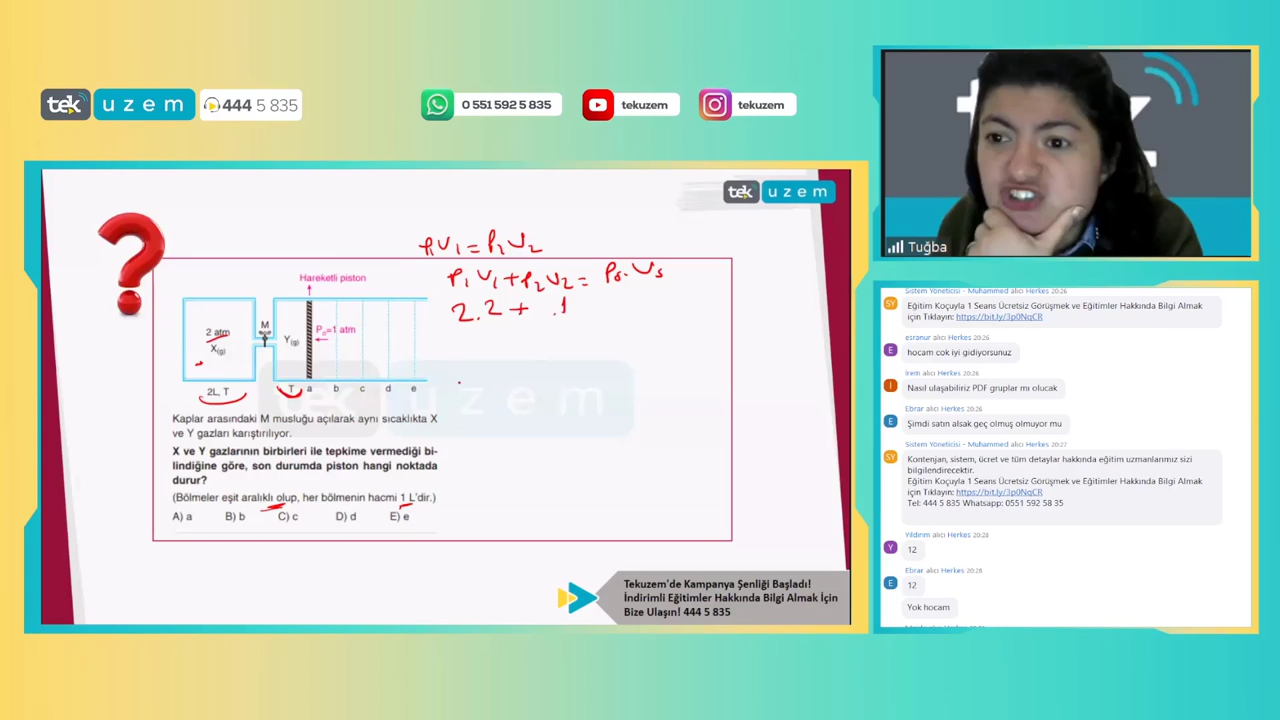 tek uzem 444 5 835
0 551 592 5 835
tekuzem
tekuzem
tek uzem
Hareketli piston
2 atm
X(g)
M
Y(g)
P0=1 atm
2L, T
T
a b c d e
P1V1 = P2V2
P1V1 + P2V2 = Ps.Vs
2.2 + .1
tek uzem
Kaplar arasındaki M musluğu açılarak aynı sıcaklıkta X
ve Y gazları karıştırılıyor.
X ve Y gazlarının birbirleri ile tepkime vermediği bi-
lindiğine göre, son durumda piston hangi noktada
durur?
(Bölmeler eşit aralıklı olup, her bölmenin hacmi 1 L'dir.)
A) a B) b C) c D) d E) e
Tekuzem'de Kampanya Şenliği Başladı!
İndirimli Eğitimler Hakkında Bilgi Almak İçin
Bize Ulaşın! 444 5 835
Tuğba
Sistem Yöneticisi - Muhammed alıcı Herkes 20:26
SY
Eğitim Koçuyla 1 Seans Ücretsiz Görüşmek ve Eğitimler Hakkında Bilgi Almak
için Tıklayın: https://bit.ly/3p0NqCR
esranur alıcı Herkes 20:26
E
hocam cok iyi gidiyorsunuz
İrem alıcı Herkes 20:26
İ
Nasıl ulaşabiliriz PDF gruplar mı olucak
Ebrar alıcı Herkes 20:26
E
Şimdi satın alsak geç olmuş olmuyor mu
Sistem Yöneticisi - Muhammed alıcı Herkes 20:27
SY
Kontenjan, sistem, ücret ve tüm detaylar hakkında eğitim uzmanlarımız sizi
bilgilendirecektir.
Eğitim Koçuyla 1 Seans Ücretsiz Görüşmek ve Eğitimler Hakkında Bilgi Almak
için Tıklayın: https://bit.ly/3p0NqCR
Tel: 444 5 835 Whatsapp: 0551 592 58 35
Yıldırım alıcı Herkes 20:28
Y
12
Ebrar alıcı Herkes 20:28
E
12
Yok hocam